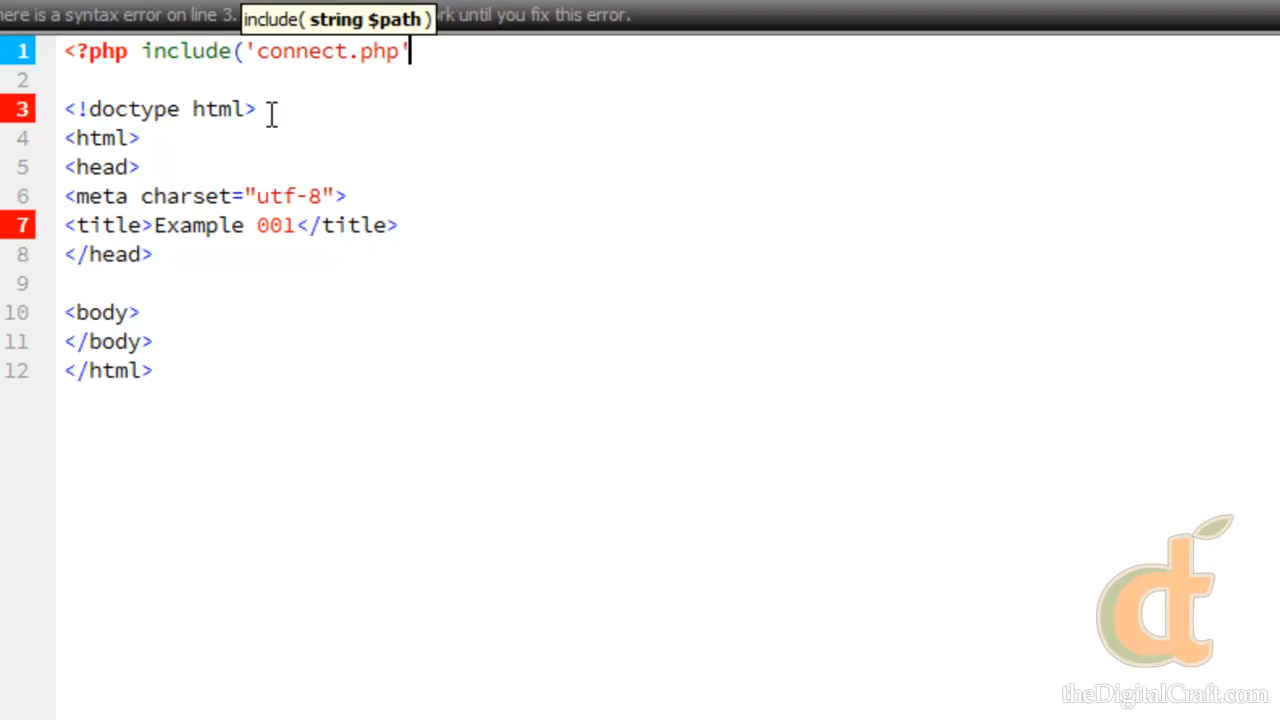 here is a syntax error on line 3.
include( string $path )
rk until you fix this error.
1 <?php include('connect.php'
2
3 <!doctype html>
4 <html>
5 <head>
6 <meta charset="utf-8">
7 <title>Example 001</title>
8 </head>
9
10 <body>
11 </body>
12 </html>
dt
theDigitalCraft.com